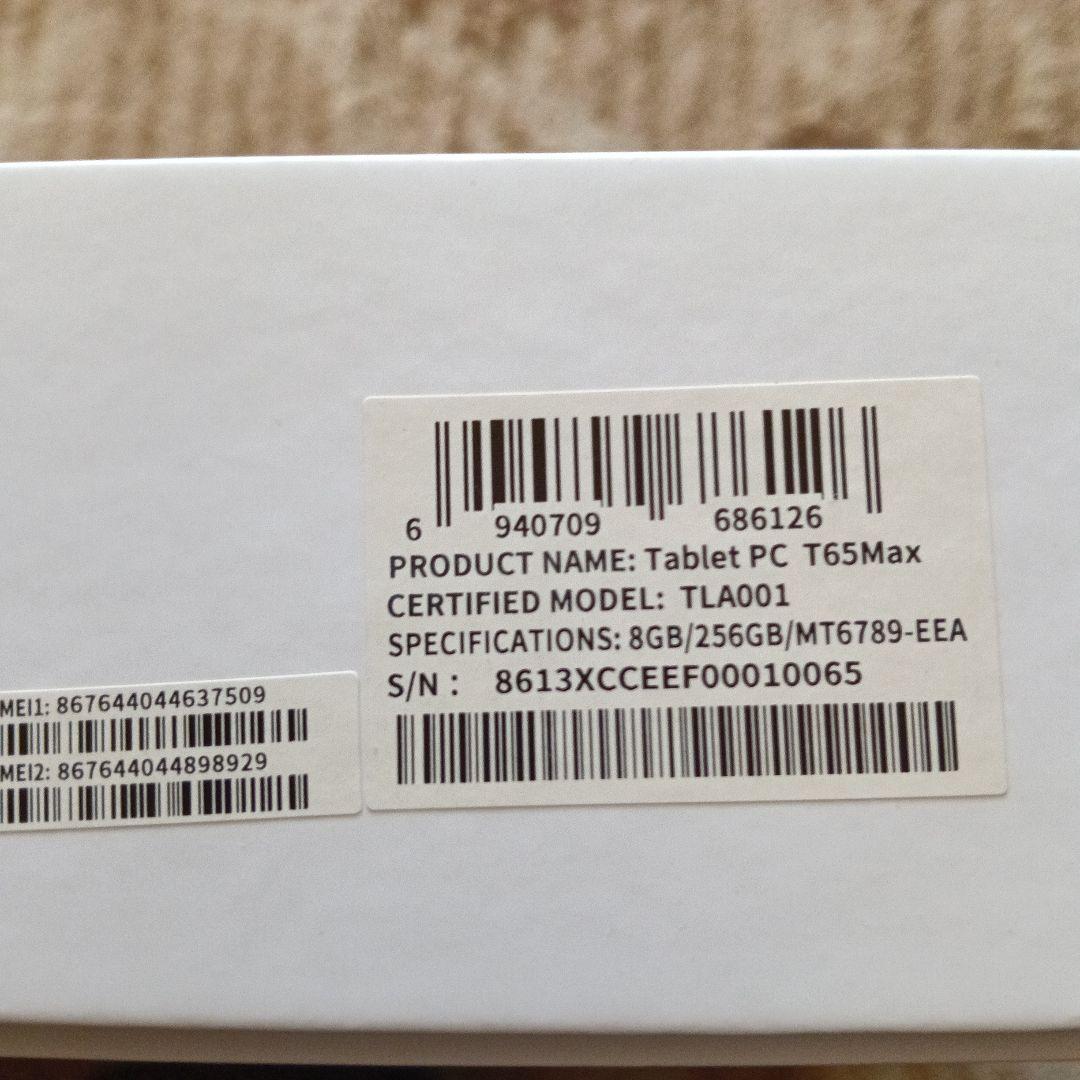 6 940709 686126
PRODUCT NAME: Tablet PC T65Max
CERTIFIED MODEL: TLA001
SPECIFICATIONS: 8GB/256GB/MT6789-EEA
S/N : 8613XCCEEF00010065
MEI1: 867644044637509
MEI2: 867644044898929